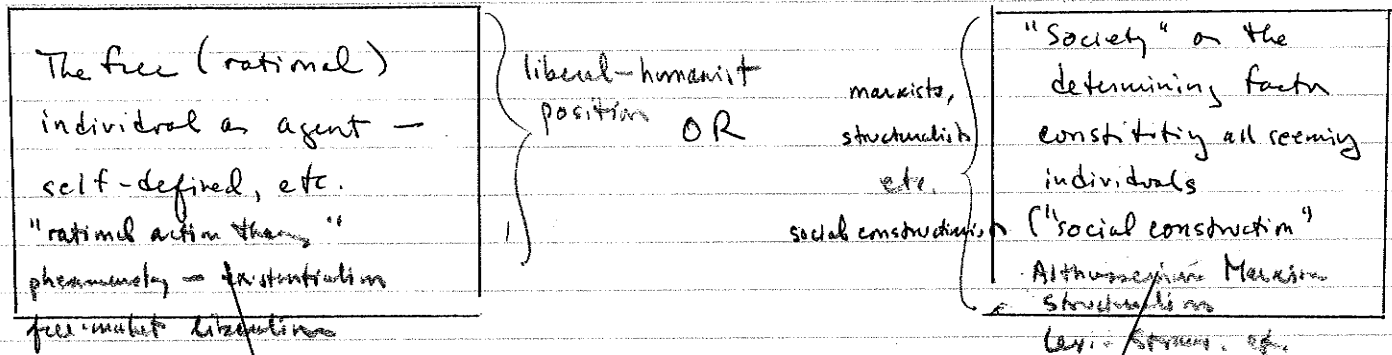 The free (rational)
individual as agent —
self-defined, etc.
"rational action theory"
phenomenology – existentialism
free-market liberalism
liberal-humanist
position
OR
marxists,
structuralists
etc.
social constructionists
"Society" as the
determining factor
constituting all seeming
individuals
("social construction"
Althusserian Marxism
Structuralism
Levi-Strauss, etc.